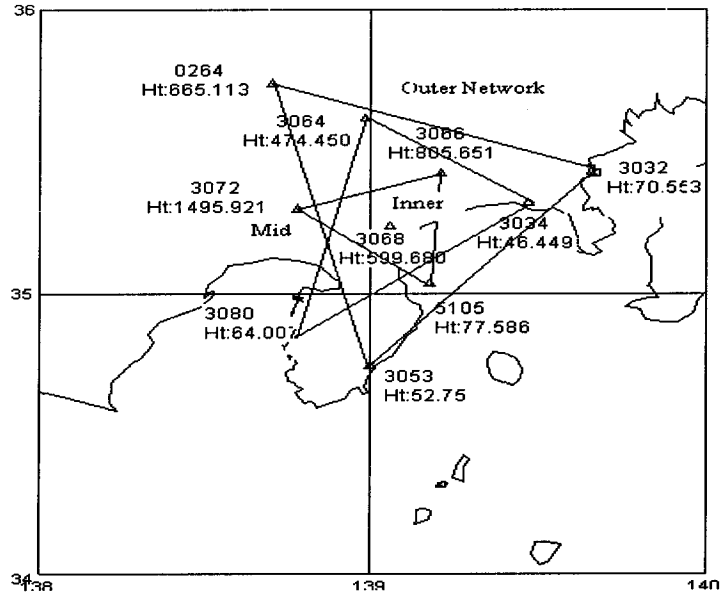 36
0264
Ht:665.113
Outer Network
3064
Ht:474.450
3066
Ht:805.651
3032
Ht:70.553
3072
Ht:1495.921
Inner
Mid
3034
Ht:46.449
3068
Ht:599.680
35
3080
Ht:64.007
5105
Ht:77.586
3053
Ht:52.75
34
138
139
140